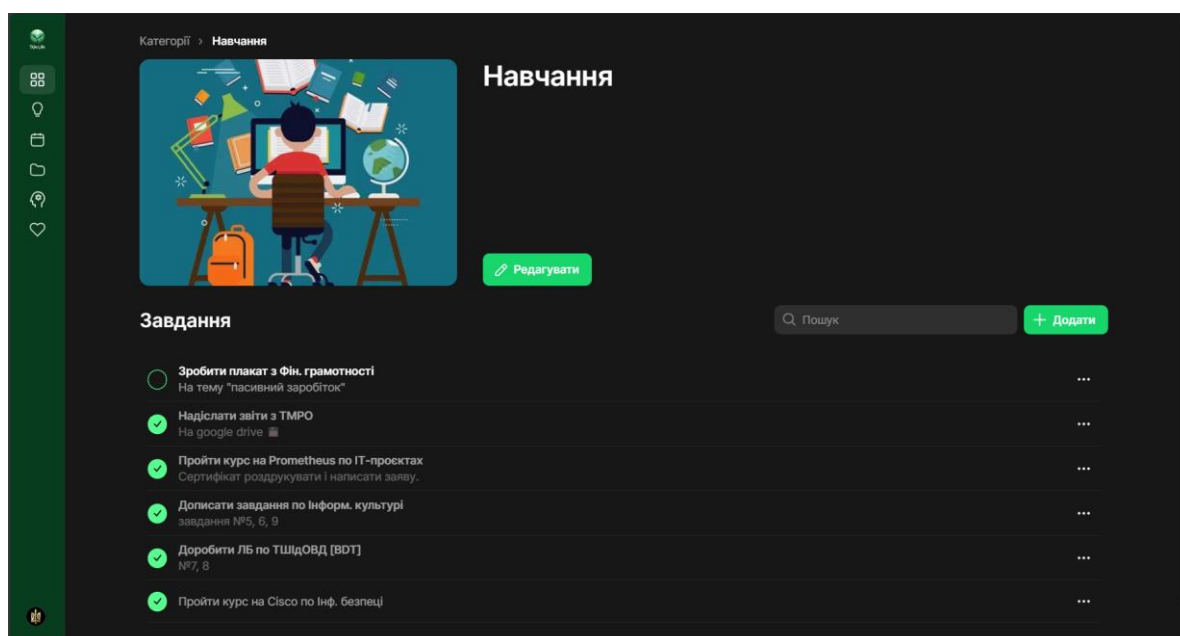 Категорії › Навчання
Навчання
Редагувати
Завдання
Пошук
+ Додати
Зробити плакат з Фін. грамотності
На тему "пасивний заробіток"
Надіслати звіти з ТМРО
На google drive
Пройти курс на Prometheus по ІТ-проєктах
Сертифікат роздрукувати і написати заяву.
Дописати завдання по Інформ. культурі
завдання №5, 6, 9
Доробити ЛБ по ТШІдОВД [BDT]
№7, 8
Пройти курс на Cisco по Інф. безпеці